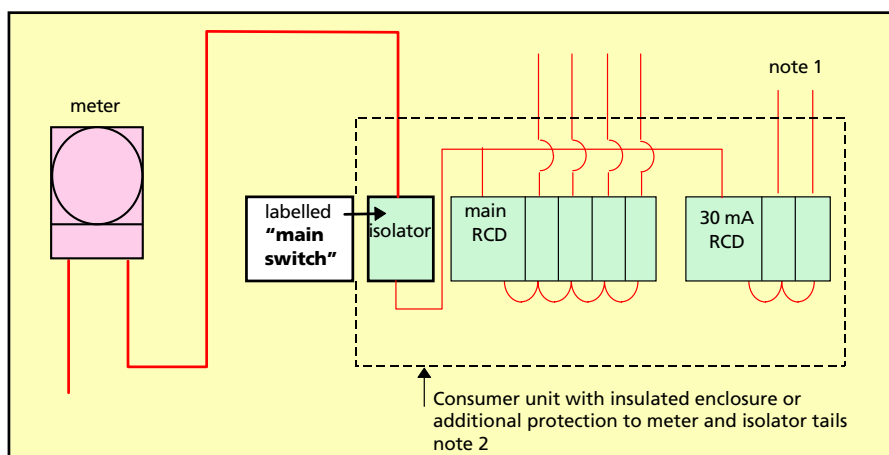 note 1
meter
labelled
"main
switch"
isolator
main
RCD
30 mA
RCD
Consumer unit with insulated enclosure or
additional protection to meter and isolator tails
note 2